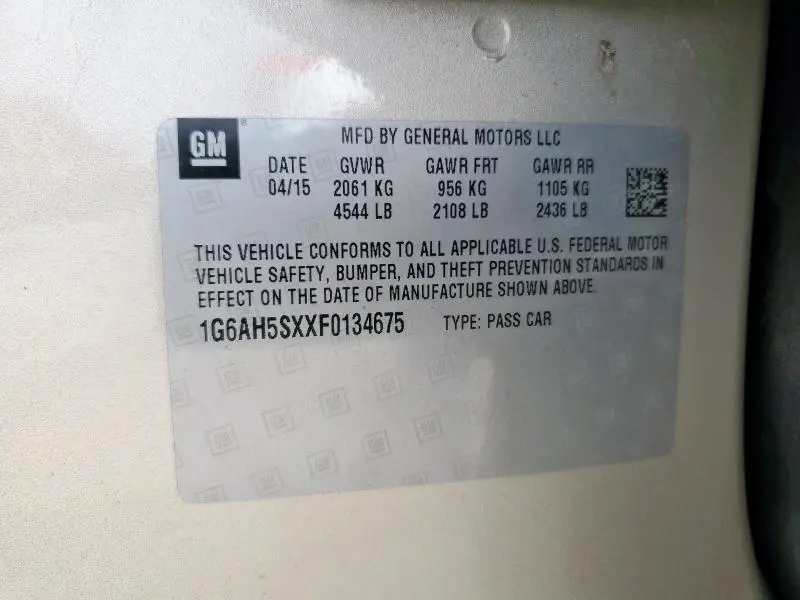 GM
MFD BY GENERAL MOTORS LLC
DATE GVWR GAWR FRT GAWR RR
04/15 2061 KG 956 KG 1105 KG
4544 LB 2108 LB 2436 LB
THIS VEHICLE CONFORMS TO ALL APPLICABLE U.S. FEDERAL MOTOR
VEHICLE SAFETY, BUMPER, AND THEFT PREVENTION STANDARDS IN
EFFECT ON THE DATE OF MANUFACTURE SHOWN ABOVE.
1G6AH5SXXF0134675 TYPE: PASS CAR